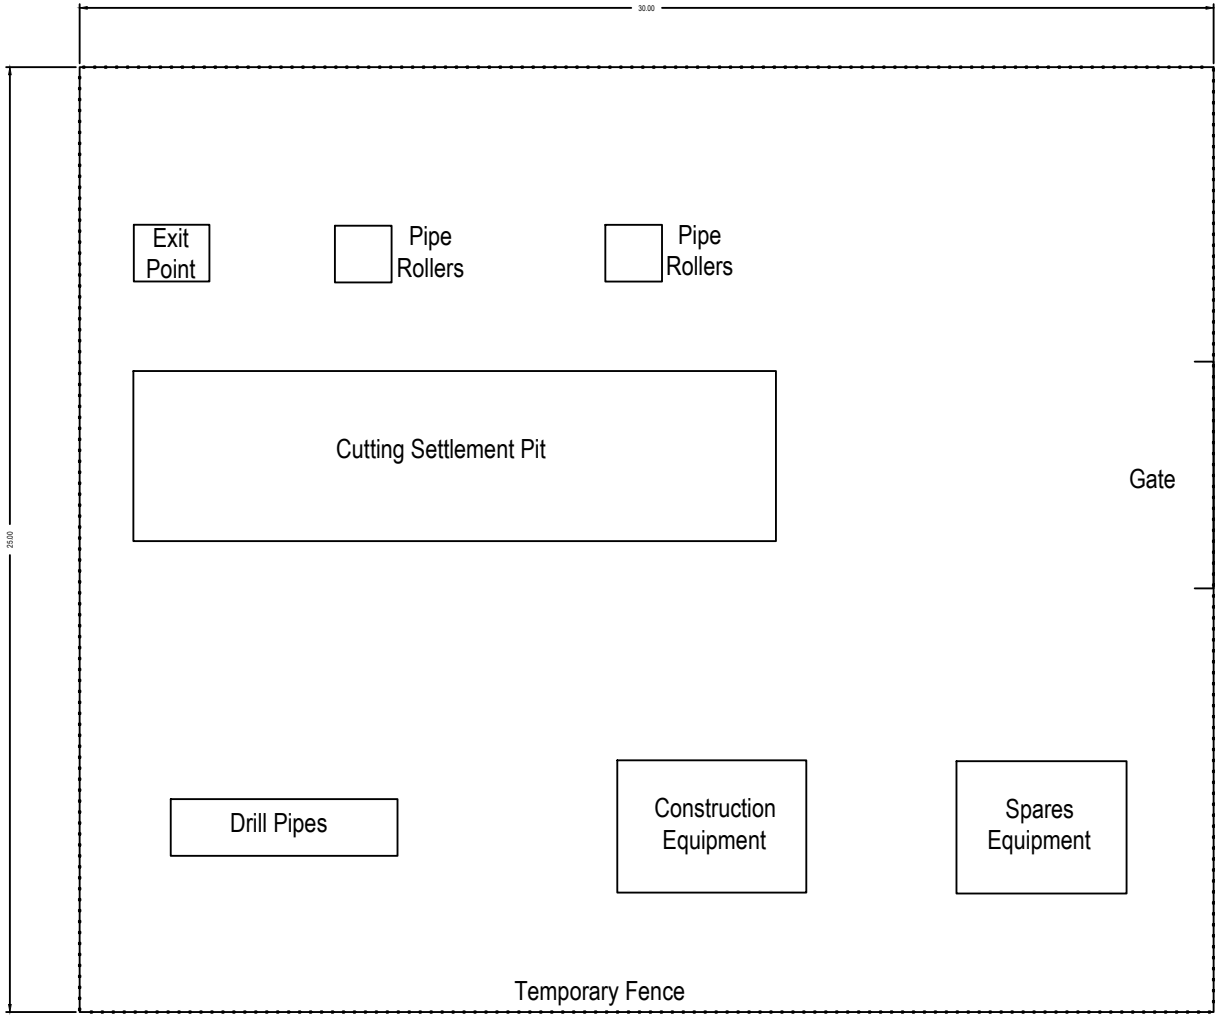 30.00
25.00
Exit
Point
Pipe
Rollers
Pipe
Rollers
Cutting Settlement Pit
Gate
Drill Pipes
Construction
Equipment
Spares
Equipment
Temporary Fence